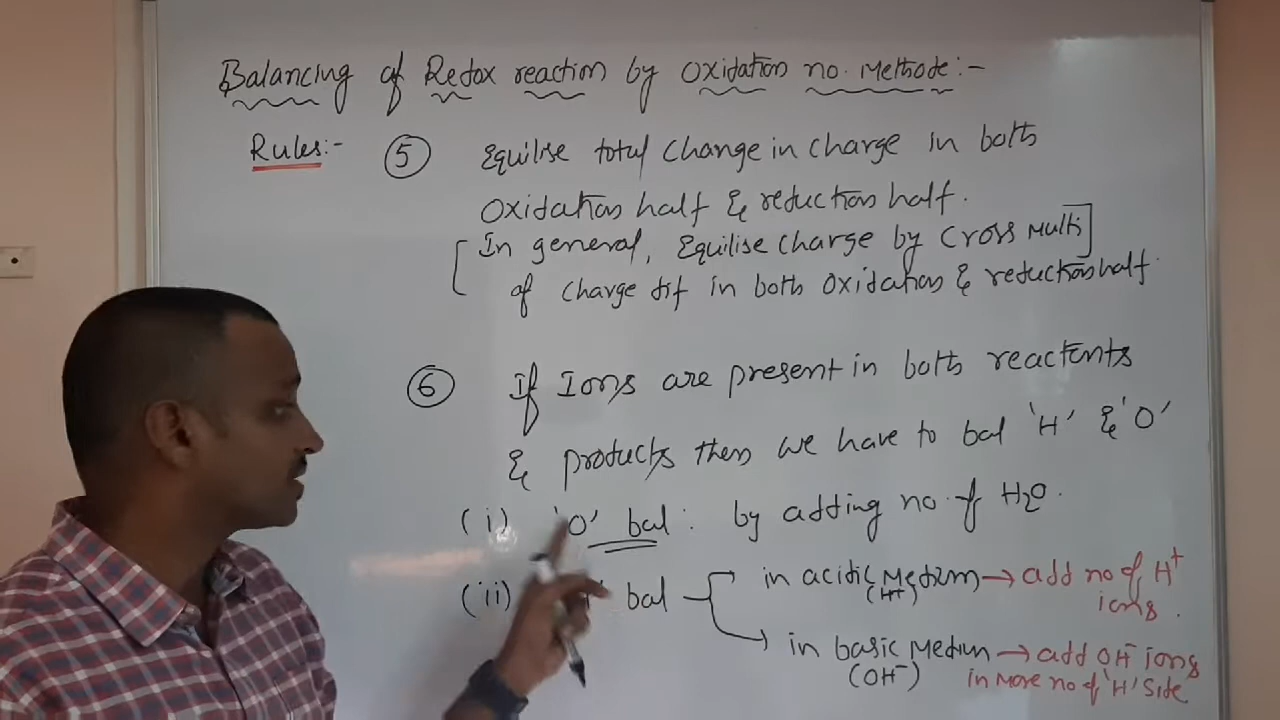 Balancing of Redox reaction by Oxidation no. Methode:-
Rules:- ⑤ Equilise total change in charge in both
Oxidation half & reduction half.
[In general, Equilise charge by cross Multi]
of charge dif in both oxidation & reduction half.
⑥ If Ions are present in both reactents
& products then we have to bal 'H' & 'O'
(i) 'O' bal : by adding no. of H2O.
(ii) bal in acidic Medium → add no of H+
(H+) ions.
in basic Medium → add OH- ions
(OH-) in more no of 'H' side